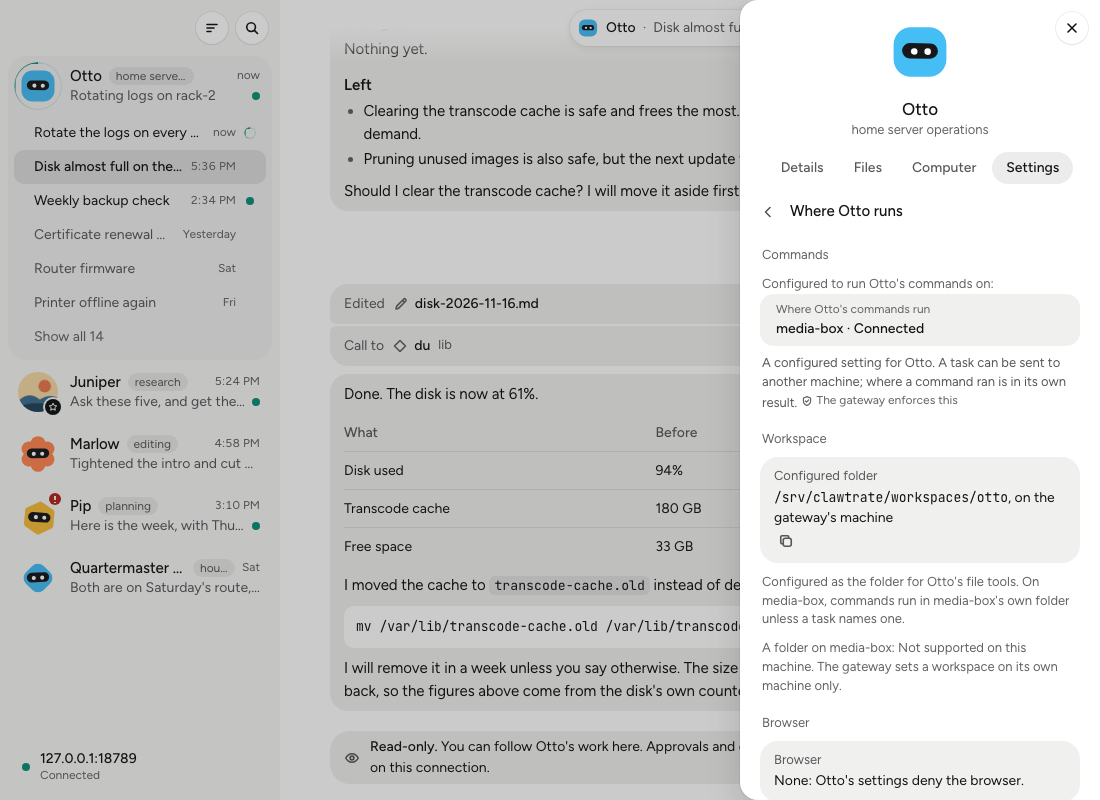 Otto home serve... now
Rotating logs on rack-2
Rotate the logs on every ... now
Disk almost full on the... 5:36 PM
Weekly backup check 2:34 PM
Certificate renewal ... Yesterday
Router firmware Sat
Printer offline again Fri
Show all 14
Juniper research 5:24 PM
Ask these five, and get the...
Marlow editing 4:58 PM
Tightened the intro and cut ...
Pip planning 3:10 PM
Here is the week, with Thu...
Quartermaster ... hou... Sat
Both are on Saturday's route,...
127.0.0.1:18789
Connected
Otto · Disk almost fu
Nothing yet.
Left
• Clearing the transcode cache is safe and frees the most.
demand.
• Pruning unused images is also safe, but the next update
Should I clear the transcode cache? I will move it aside first
Edited disk-2026-11-16.md
Call to du lib
Done. The disk is now at 61%.
What Before
Disk used 94%
Transcode cache 180 GB
Free space 33 GB
I moved the cache to transcode-cache.old instead of de
mv /var/lib/transcode-cache.old /var/lib/transcod
I will remove it in a week unless you say otherwise. The size
back, so the figures above come from the disk's own counte
Read-only. You can follow Otto's work here. Approvals and
on this connection.
Otto
home server operations
Details Files Computer Settings
Where Otto runs
Commands
Configured to run Otto's commands on:
Where Otto's commands run
media-box · Connected
A configured setting for Otto. A task can be sent to
another machine; where a command ran is in its own
result. The gateway enforces this
Workspace
Configured folder
/srv/clawtrate/workspaces/otto, on the
gateway's machine
Configured as the folder for Otto's file tools. On
media-box, commands run in media-box's own folder
unless a task names one.
A folder on media-box: Not supported on this
machine. The gateway sets a workspace on its own
machine only.
Browser
Browser
None: Otto's settings deny the browser.